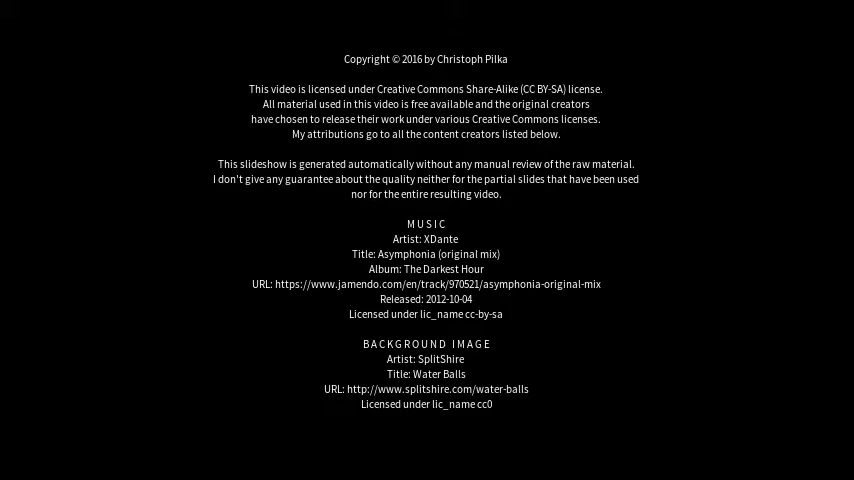 Copyright © 2016 by Christoph Pilka
This video is licensed under Creative Commons Share-Alike (CC BY-SA) license.
All material used in this video is free available and the original creators
have chosen to release their work under various Creative Commons licenses.
My attributions go to all the content creators listed below.
This slideshow is generated automatically without any manual review of the raw material.
I don't give any guarantee about the quality neither for the partial slides that have been used
nor for the entire resulting video.
MUSIC
Artist: XDante
Title: Asymphonia (original mix)
Album: The Darkest Hour
URL: https://www.jamendo.com/en/track/970521/asymphonia-original-mix
Released: 2012-10-04
Licensed under lic_name cc-by-sa
BACKGROUND IMAGE
Artist: SplitShire
Title: Water Balls
URL: http://www.splitshire.com/water-balls
Licensed under lic_name cc0